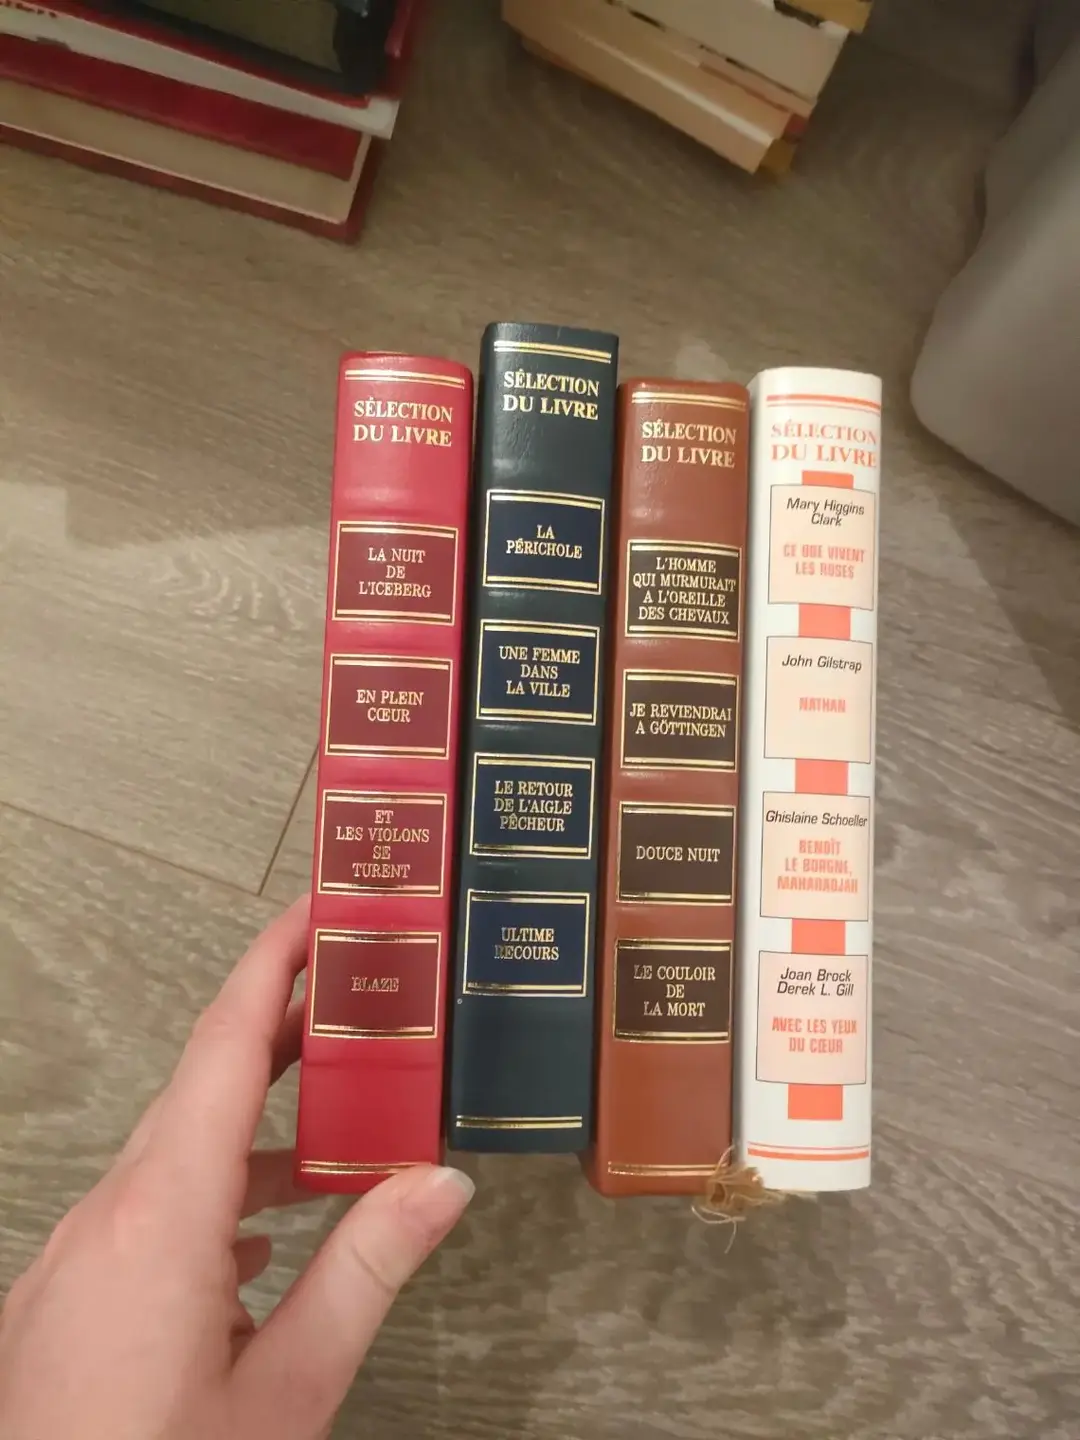 SÉLECTION
DU LIVRE
LA NUIT
DE
L'ICEBERG
EN PLEIN
CŒUR
ET
LES VIOLONS
SE
TURENT
BLAZE
SÉLECTION
DU LIVRE
LA
PÉRICHOLE
UNE FEMME
DANS
LA VILLE
LE RETOUR
DE L'AIGLE
PÊCHEUR
ULTIME
RECOURS
SÉLECTION
DU LIVRE
L'HOMME
QUI MURMURAIT
A L'OREILLE
DES CHEVAUX
JE REVIENDRAI
A GÖTTINGEN
DOUCE NUIT
LE COULOIR
DE
LA MORT
SÉLECTION
DU LIVRE
Mary Higgins
Clark
CE QUE VIVENT
LES ROSES
John Gilstrap
NATHAN
Ghislaine Schoeller
BENOÎT
LE BORGNE,
MAHARADJAH
Joan Brock
Derek L. Gill
AVEC LES YEUX
DU CŒUR